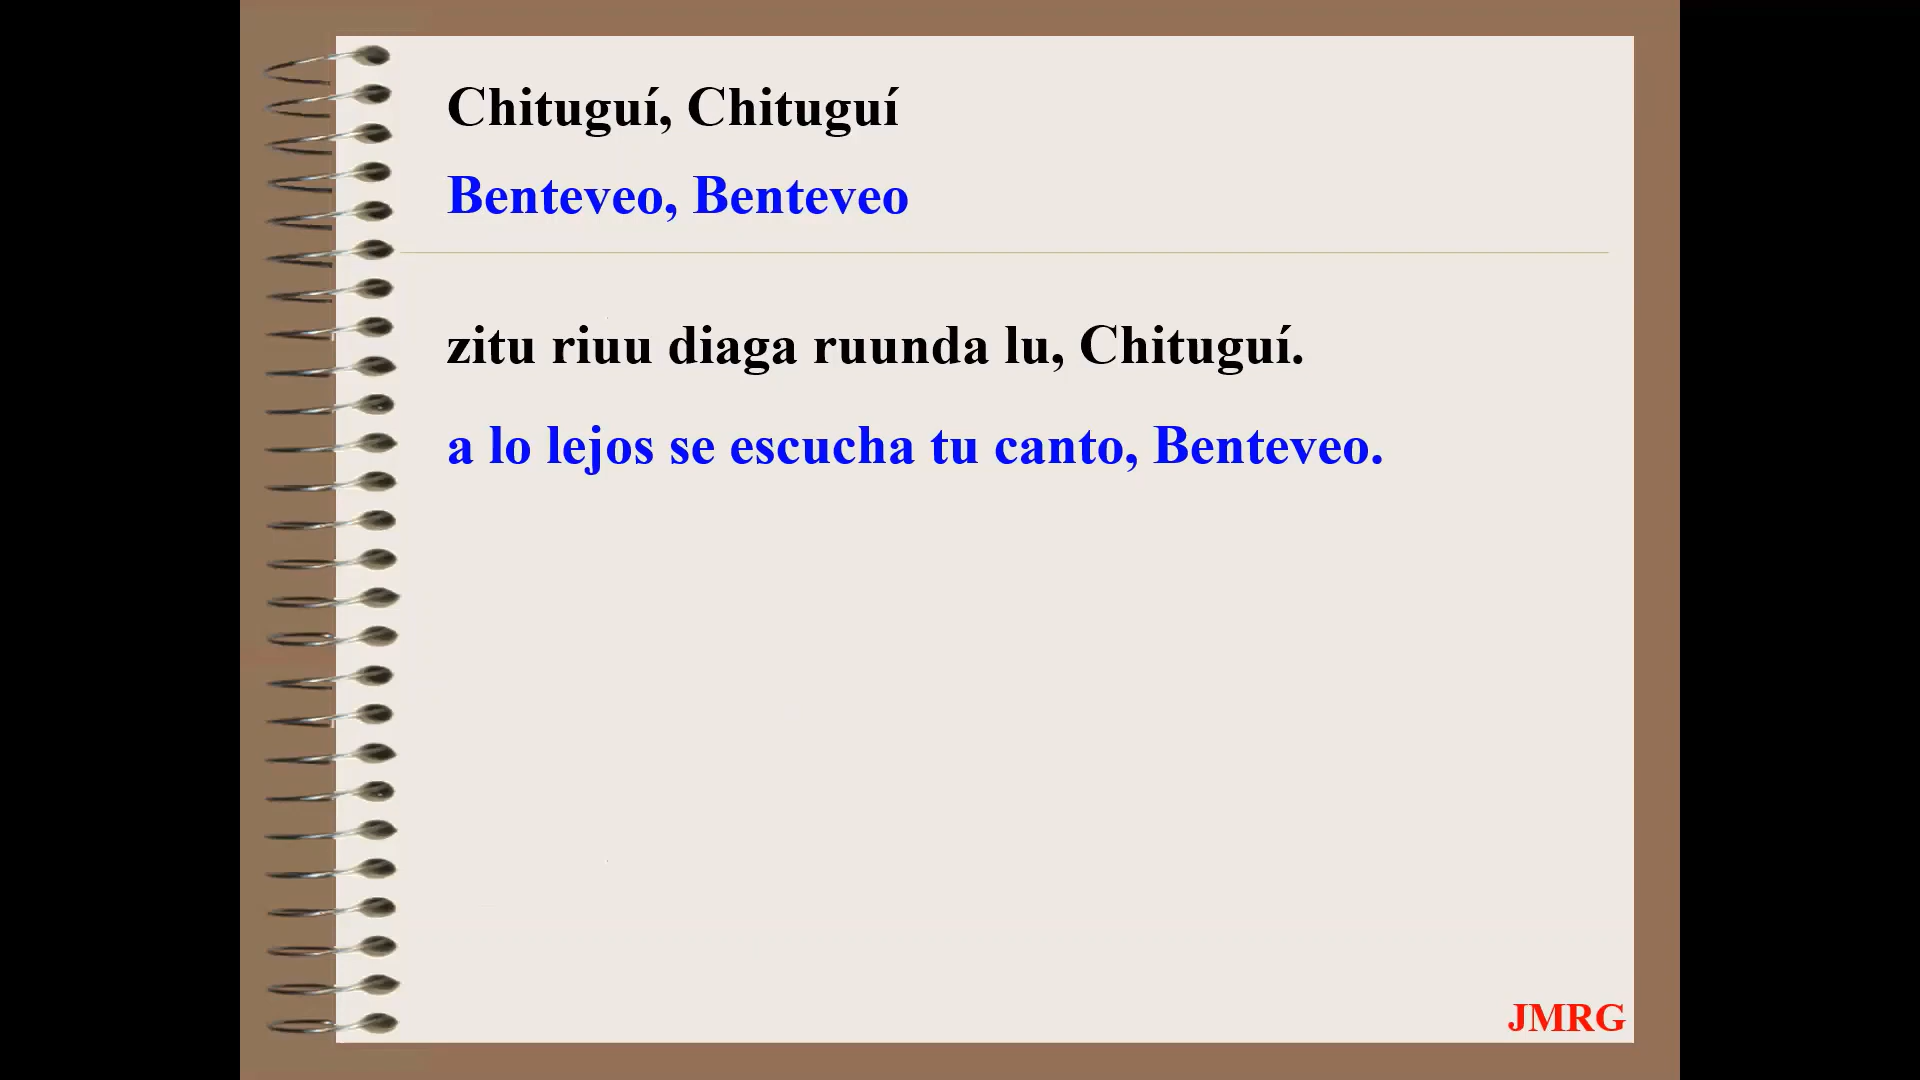 Chituguí, Chituguí
Benteveo, Benteveo
zitu riuu diaga ruunda lu, Chituguí.
a lo lejos se escucha tu canto, Benteveo.
JMRG